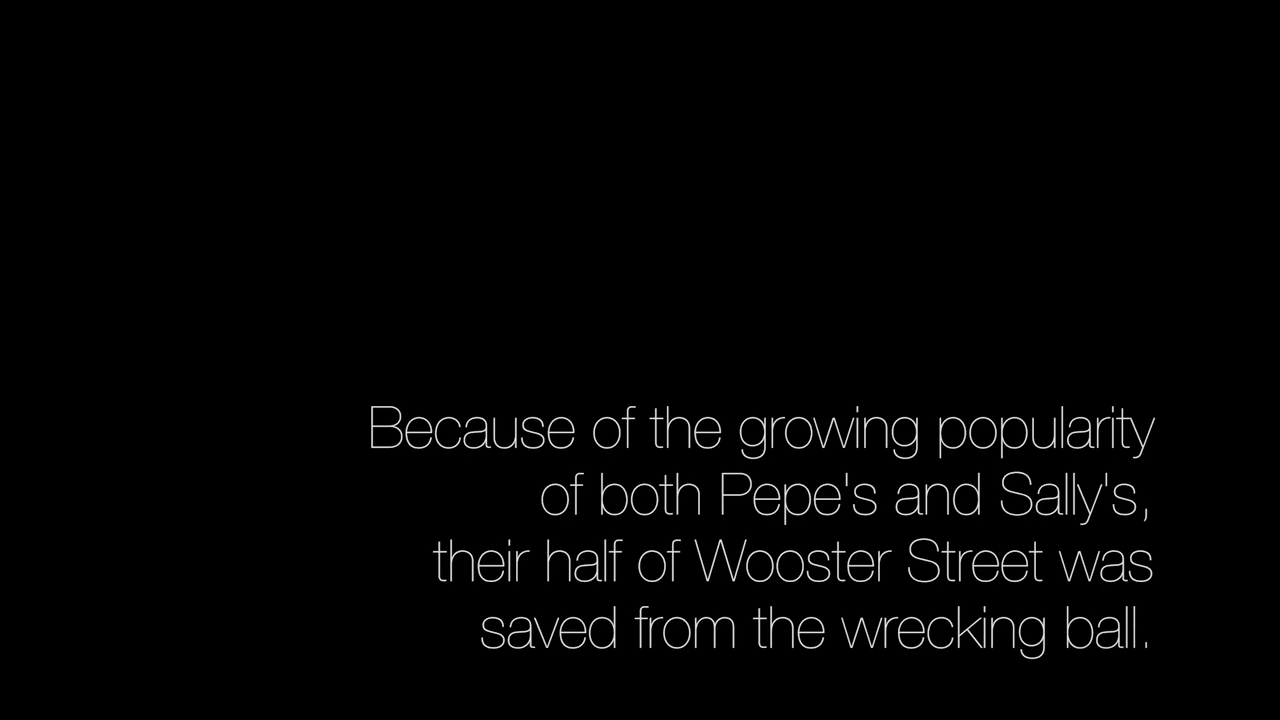 Because of the growing popularity
of both Pepe's and Sally's,
their half of Wooster Street was
saved from the wrecking ball.